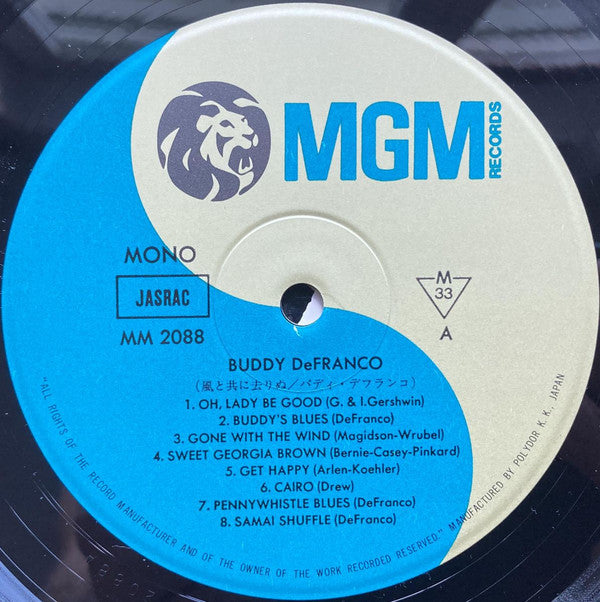 MGM
RECORDS
MONO
JASRAC
MM 2088
M
33
A
BUDDY DeFRANCO
(風と共に去りぬ/バディ・デフランコ)
1. OH, LADY BE GOOD (G. & I. Gershwin)
2. BUDDY'S BLUES (DeFranco)
3. GONE WITH THE WIND (Magidson-Wrubel)
4. SWEET GEORGIA BROWN (Bernie-Casey-Pinkard)
5. GET HAPPY (Arlen-Koehler)
6. CAIRO (Drew)
7. PENNYWHISTLE BLUES (DeFranco)
8. SAMAI SHUFFLE (DeFranco)
"ALL RIGHTS OF THE RECORD MANUFACTURER AND OF THE OWNER OF THE WORK RECORDED RESERVED." MANUFACTURED BY POLYDOR K. K., JAPAN